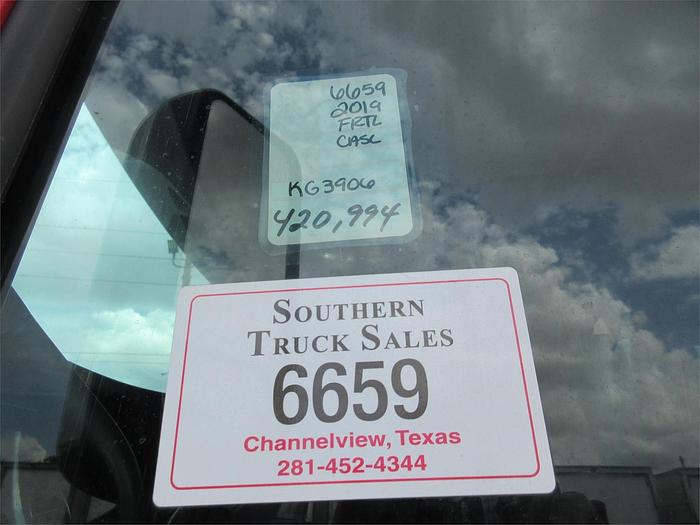 6659
2019
FRTL
CASC
KG3906
420,994
SOUTHERN
TRUCK SALES
6659
Channelview, Texas
281-452-4344